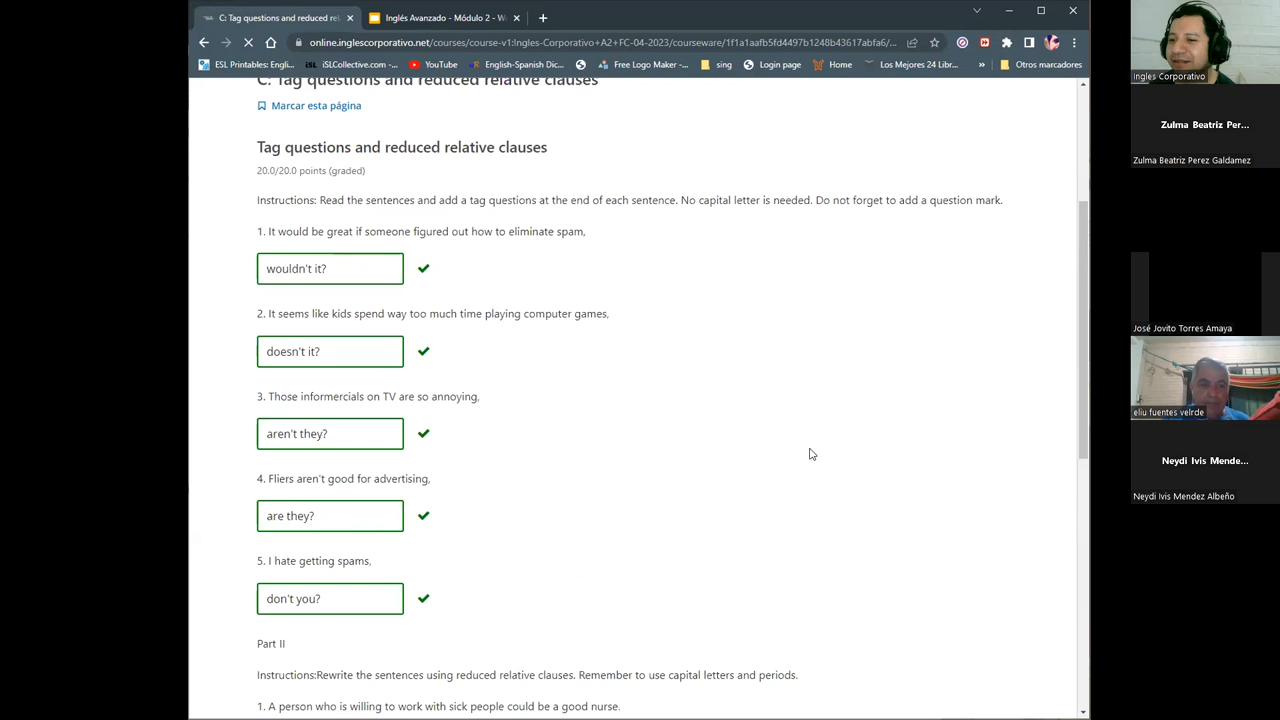 C: Tag questions and reduced rel
Inglés Avanzado - Módulo 2 - W
online.inglescorporativo.net/courses/course-v1:Ingles-Corporativo+A2+FC-04-2023/courseware/1f1a1aafb5fd4497b1248b43617abfa6/...
ESL Printables: Engli...
iSL
iSLCollective.com -...
YouTube
English-Spanish Dic...
Free Logo Maker -...
sing
Login page
Home
Los Mejores 24 Libr...
»
Otros marcadores
C: Tag questions and reduced relative clauses
Marcar esta página
Tag questions and reduced relative clauses
20.0/20.0 points (graded)
Instructions: Read the sentences and add a tag questions at the end of each sentence. No capital letter is needed. Do not forget to add a question mark.
1. It would be great if someone figured out how to eliminate spam,
wouldn't it?
2. It seems like kids spend way too much time playing computer games,
doesn't it?
3. Those informercials on TV are so annoying,
aren't they?
4. Fliers aren't good for advertising,
are they?
5. I hate getting spams,
don't you?
Part II
Instructions:Rewrite the sentences using reduced relative clauses. Remember to use capital letters and periods.
1. A person who is willing to work with sick people could be a good nurse.
Ingles Corporativo
Zulma Beatriz Per...
Zulma Beatriz Perez Galdamez
José Jovito Torres Amaya
eliu fuentes velrde
Neydi Ivis Mende...
Neydi Ivis Mendez Albeño